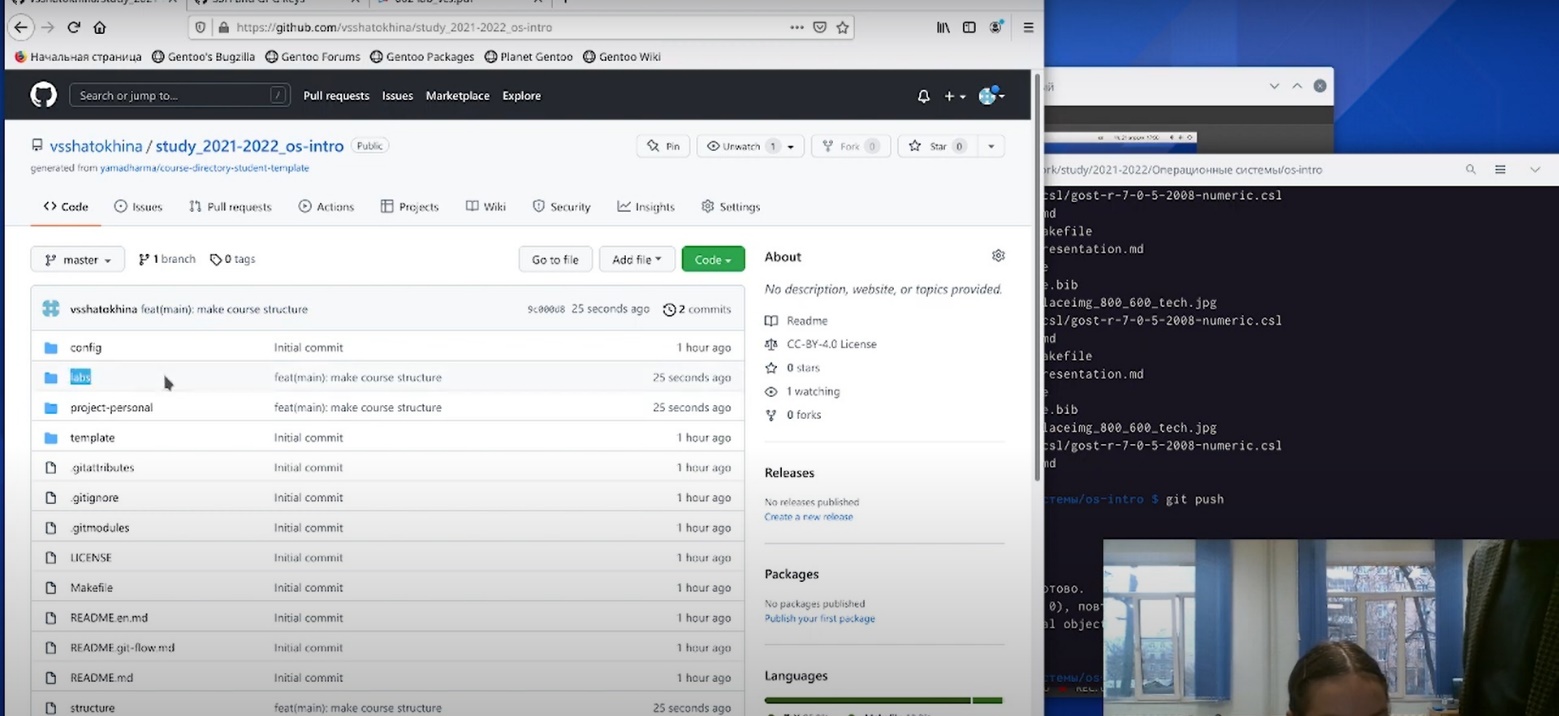 SSH and GPG keys
002-lab_vcs.pdf
https://github.com/vsshatokhina/study_2021-2022_os-intro
Начальная страница Gentoo's Bugzilla Gentoo Forums Gentoo Packages Planet Gentoo Gentoo Wiki
Search or jump to... / Pull requests Issues Marketplace Explore
vsshatokhina / study_2021-2022_os-intro Public
Pin Unwatch 1 Fork 0 Star 0
generated from yamadharma/course-directory-student-template
Code Issues Pull requests Actions Projects Wiki Security Insights Settings
master 1 branch 0 tags Go to file Add file Code
vsshatokhina feat(main): make course structure 9c000d8 25 seconds ago 2 commits
config Initial commit 1 hour ago
labs feat(main): make course structure 25 seconds ago
project-personal feat(main): make course structure 25 seconds ago
template Initial commit 1 hour ago
.gitattributes Initial commit 1 hour ago
.gitignore Initial commit 1 hour ago
.gitmodules Initial commit 1 hour ago
LICENSE Initial commit 1 hour ago
Makefile Initial commit 1 hour ago
README.en.md Initial commit 1 hour ago
README.git-flow.md Initial commit 1 hour ago
README.md Initial commit 1 hour ago
structure feat(main): make course structure 25 seconds ago
About
No description, website, or topics provided.
Readme
CC-BY-4.0 License
0 stars
1 watching
0 forks
Releases
No releases published
Create a new release
Packages
No packages published
Publish your first package
Languages
ый
rk/study/2021-2022/Операционные системы/os-intro
csl/gost-r-7-0-5-2008-numeric.csl
md
akefile
resentation.md
e
e.bib
laceimg_800_600_tech.jpg
csl/gost-r-7-0-5-2008-numeric.csl
md
akefile
resentation.md
e.bib
laceimg_800_600_tech.jpg
csl/gost-r-7-0-5-2008-numeric.csl
md
стемы/os-intro $ git push
отово.
0), повт
al object
стемы/os